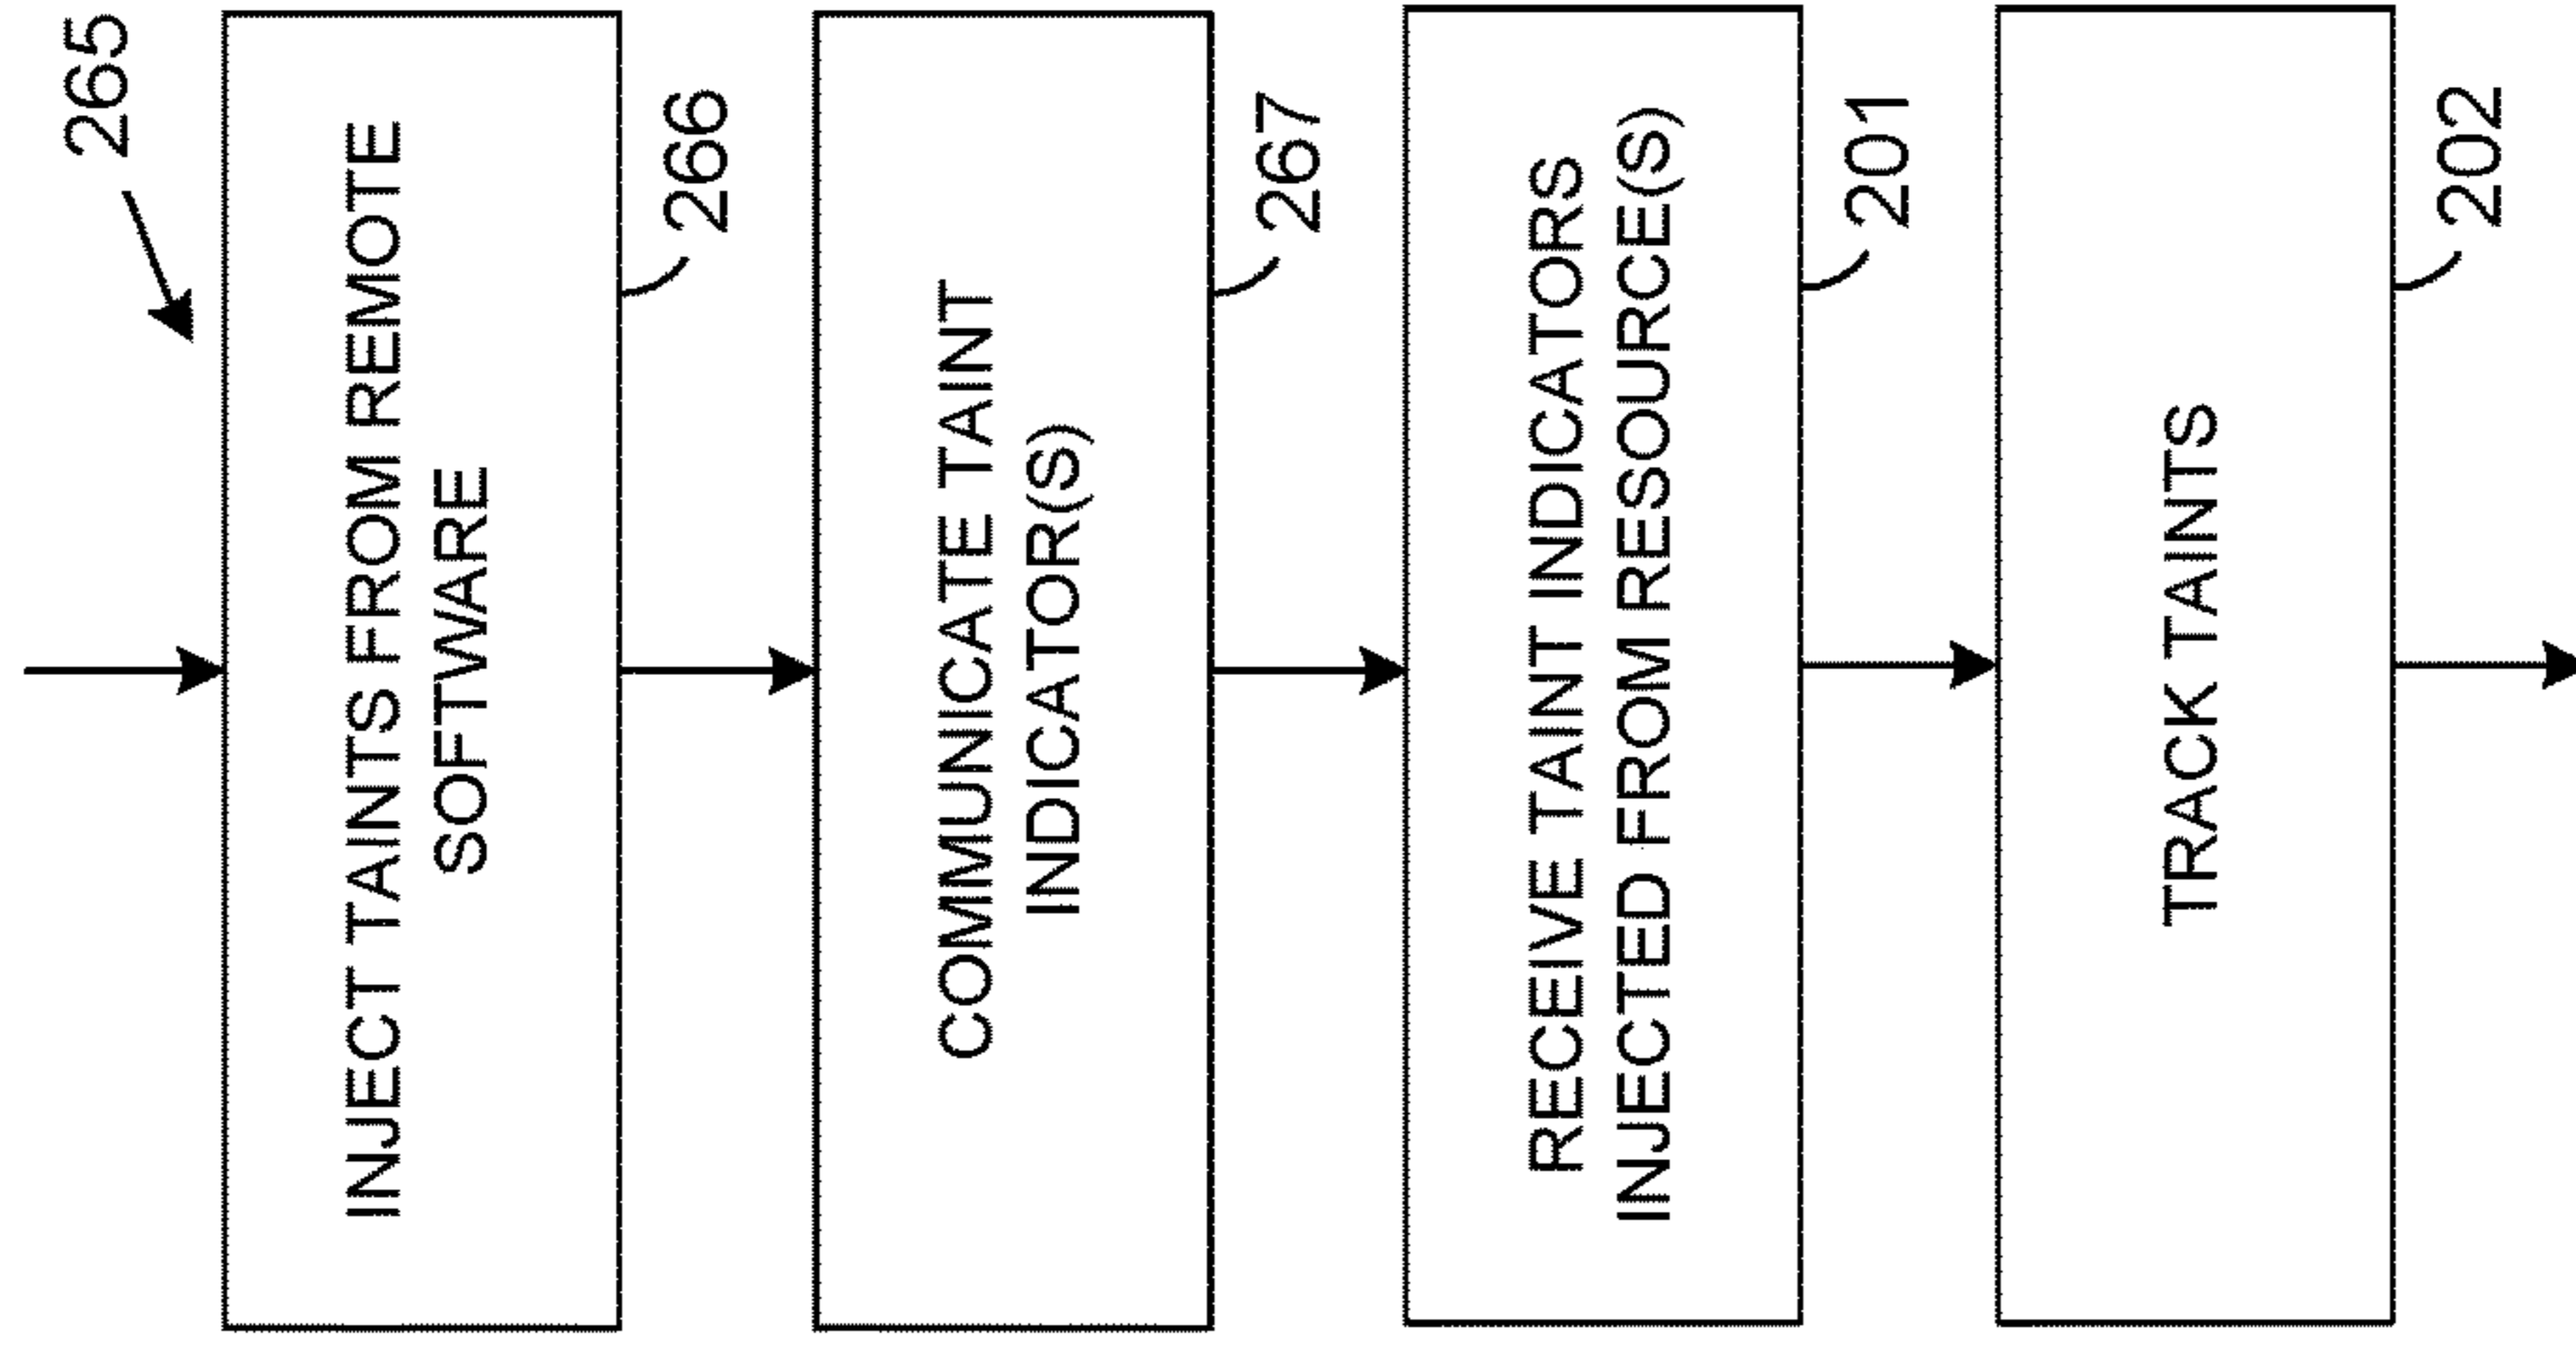 265
INJECT TAINTS FROM REMOTE
SOFTWARE
266
COMMUNICATE TAINT
INDICATOR(S)
267
RECEIVE TAINT INDICATORS
INJECTED FROM RESOURCE(S)
201
TRACK TAINTS
202